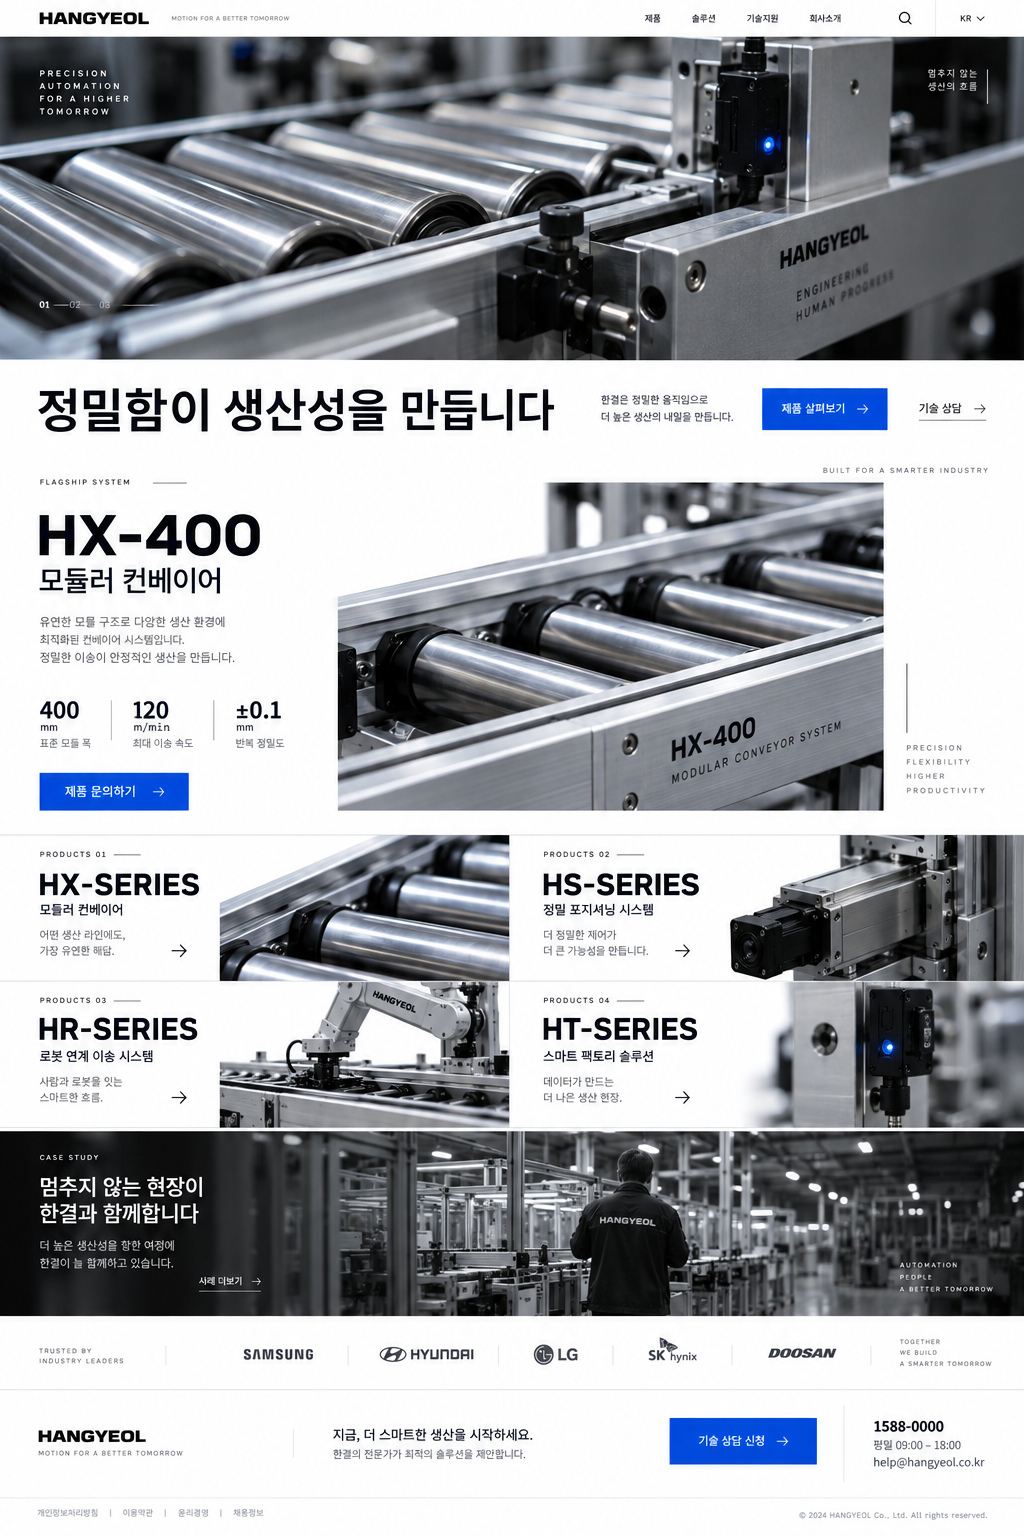 HANGYEOL
MOTION FOR A BETTER TOMORROW
제품 솔루션 기술지원 회사소개
KR
PRECISION
AUTOMATION
FOR A HIGHER
TOMORROW
멈추지 않는
생산의 흐름
HANGYEOL
ENGINEERING
HUMAN PROGRESS
01 02 03
정밀함이 생산성을 만듭니다
한결은 정밀한 움직임으로
더 높은 생산의 내일을 만듭니다.
제품 살펴보기
기술 상담
BUILT FOR A SMARTER INDUSTRY
FLAGSHIP SYSTEM
HX-400
모듈러 컨베이어
유연한 모듈 구조로 다양한 생산 환경에
최적화된 컨베이어 시스템입니다.
정밀한 이송이 안정적인 생산을 만듭니다.
400
mm
표준 모듈 폭
120
m/min
최대 이송 속도
±0.1
mm
반복 정밀도
제품 문의하기
HX-400
MODULAR CONVEYOR SYSTEM
PRECISION
FLEXIBILITY
HIGHER
PRODUCTIVITY
PRODUCTS 01
HX-SERIES
모듈러 컨베이어
어떤 생산 라인에도,
가장 유연한 해답.
PRODUCTS 02
HS-SERIES
정밀 포지셔닝 시스템
더 정밀한 제어가
더 큰 가능성을 만듭니다.
PRODUCTS 03
HR-SERIES
로봇 연계 이송 시스템
사람과 로봇을 잇는
스마트한 흐름.
HANGYEOL
PRODUCTS 04
HT-SERIES
스마트 팩토리 솔루션
데이터가 만드는
더 나은 생산 현장.
CASE STUDY
멈추지 않는 현장이
한결과 함께합니다
더 높은 생산성을 향한 여정에
한결이 늘 함께하고 있습니다.
사례 더보기
HANGYEOL
AUTOMATION
PEOPLE
A BETTER TOMORROW
TRUSTED BY
INDUSTRY LEADERS
SAMSUNG
HYUNDAI
LG
SK hynix
DOOSAN
TOGETHER
WE BUILD
A SMARTER TOMORROW
HANGYEOL
MOTION FOR A BETTER TOMORROW
지금, 더 스마트한 생산을 시작하세요.
한결의 전문가가 최적의 솔루션을 제안합니다.
기술 상담 신청
1588-0000
평일 09:00 – 18:00
help@hangyeol.co.kr
개인정보처리방침 | 이용약관 | 윤리경영 | 채용정보
© 2024 HANGYEOL Co., Ltd. All rights reserved.